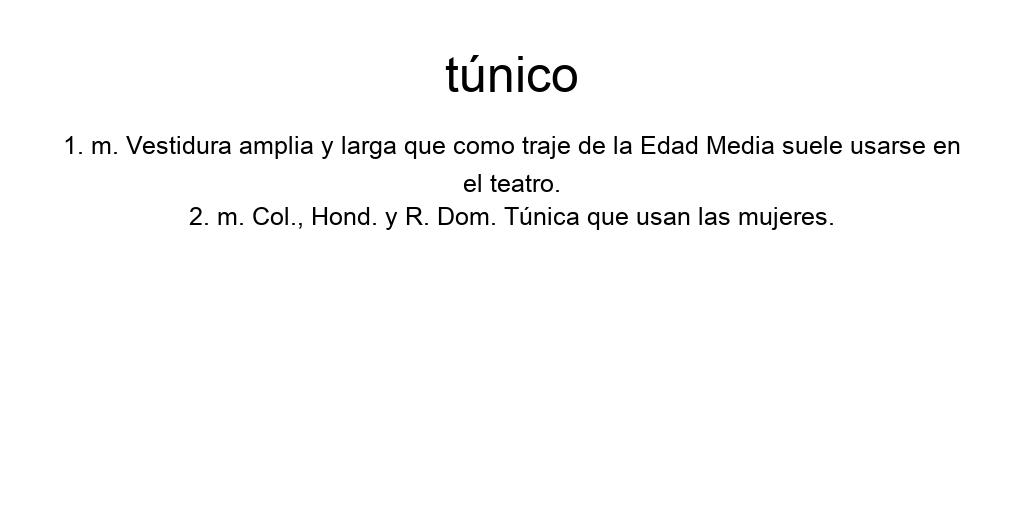 túnico
1. m. Vestidura amplia y larga que como traje de la Edad Media suele usarse en
el teatro.
2. m. Col., Hond. y R. Dom. Túnica que usan las mujeres.